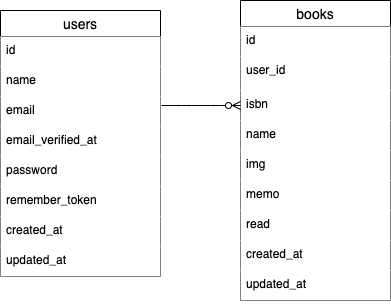 users
id
name
email
email_verified_at
password
remember_token
created_at
updated_at
books
id
user_id
isbn
name
img
memo
read
created_at
updated_at